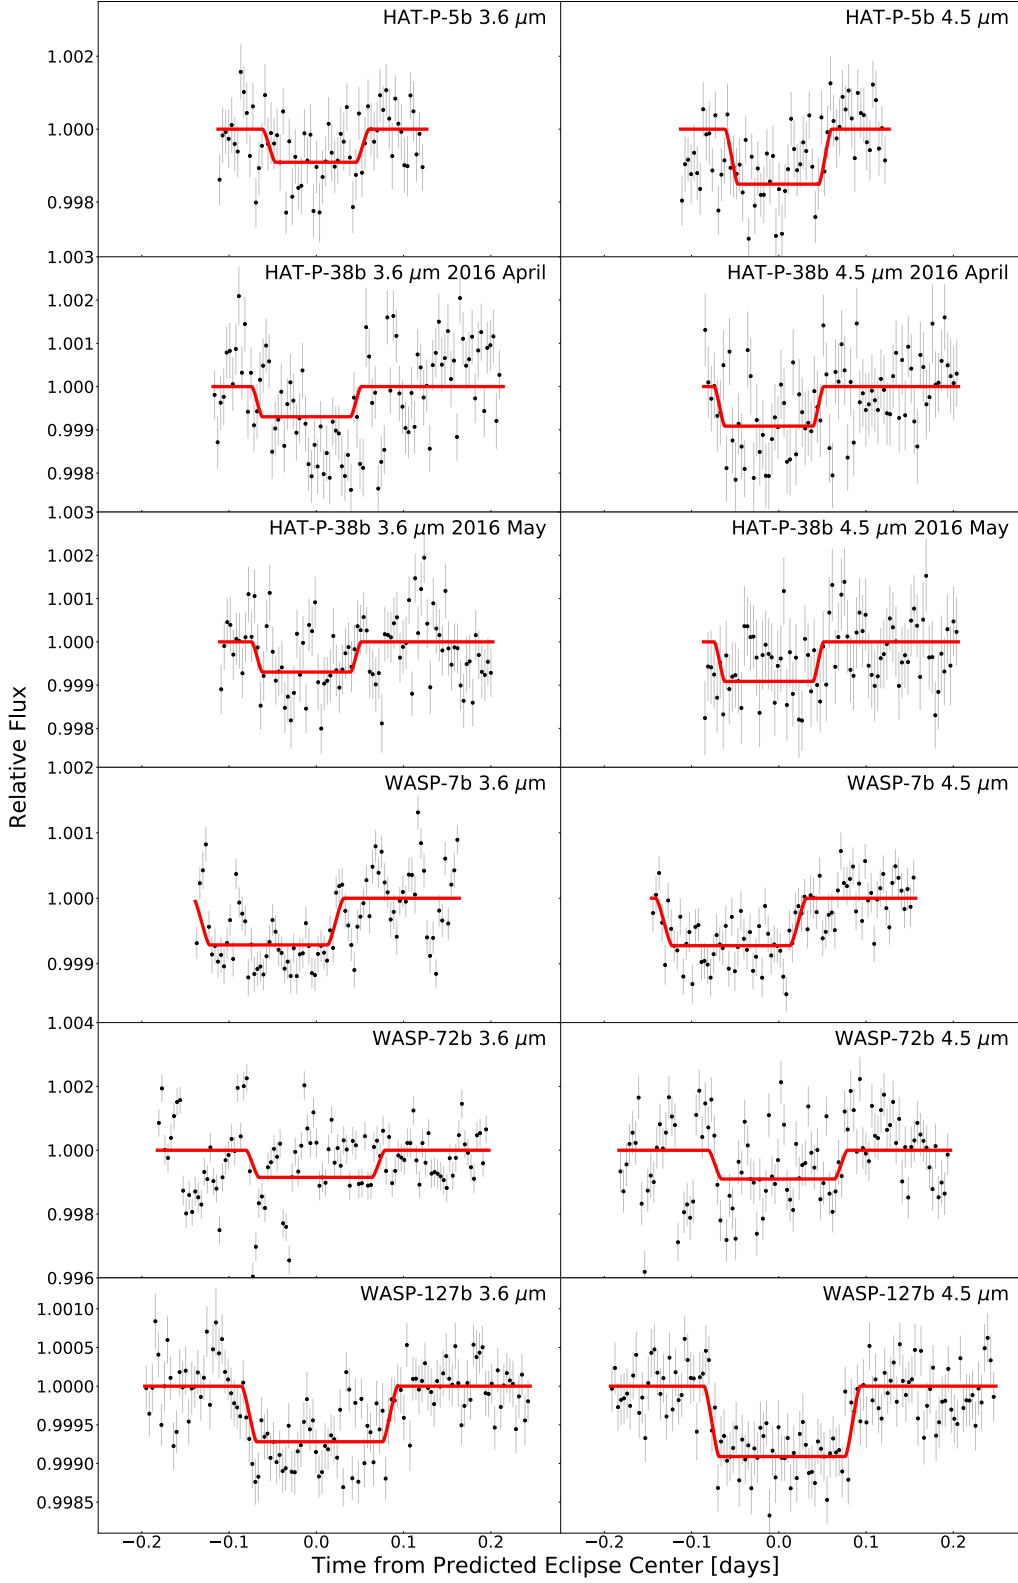 HAT-P-5b 3.6 μm
HAT-P-5b 4.5 μm
1.002
1.000
0.998
1.003
HAT-P-38b 3.6 μm 2016 April
HAT-P-38b 4.5 μm 2016 April
1.002
1.001
1.000
0.999
0.998
1.003
HAT-P-38b 3.6 μm 2016 May
HAT-P-38b 4.5 μm 2016 May
1.002
1.001
1.000
0.999
0.998
1.002
WASP-7b 3.6 μm
WASP-7b 4.5 μm
1.001
1.000
0.999
1.004
WASP-72b 3.6 μm
WASP-72b 4.5 μm
1.002
1.000
0.998
0.996
WASP-127b 3.6 μm
WASP-127b 4.5 μm
1.0010
1.0005
1.0000
0.9995
0.9990
0.9985
Relative Flux
−0.2 −0.1 0.0 0.1 0.2 −0.2 −0.1 0.0 0.1 0.2
Time from Predicted Eclipse Center [days]